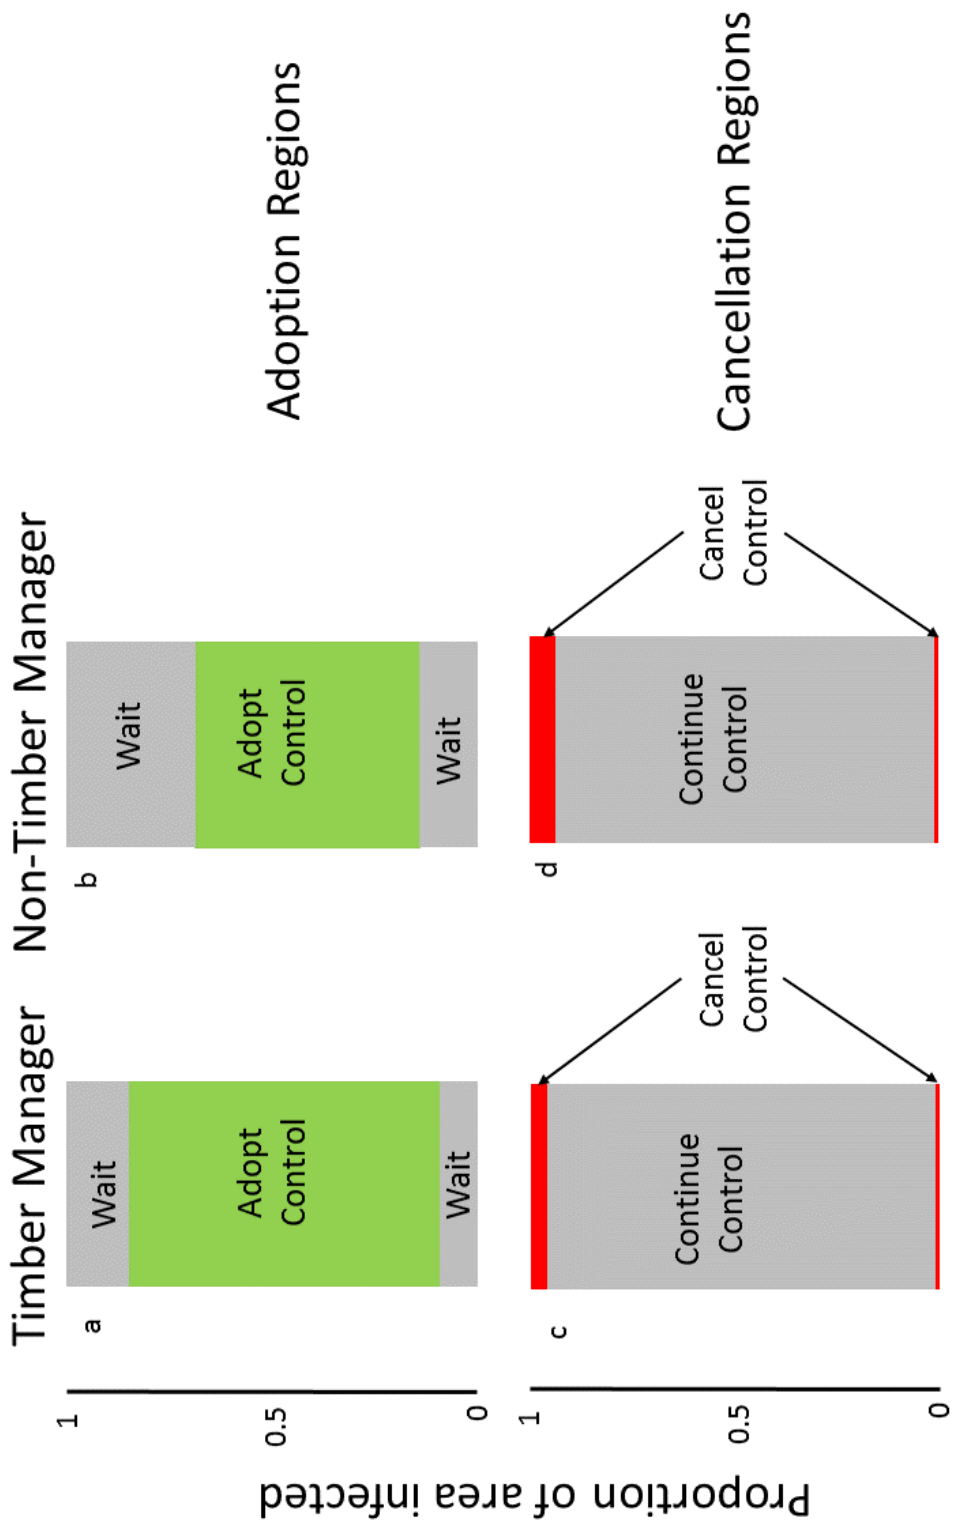 Timber Manager
Non-Timber Manager
Proportion of area infected
1
0.5
0
a
Wait
Adopt
Control
Wait
b
Wait
Adopt
Control
Wait
Adoption Regions
1
0.5
0
c
Continue
Control
Cancel
Control
d
Continue
Control
Cancel
Control
Cancellation Regions